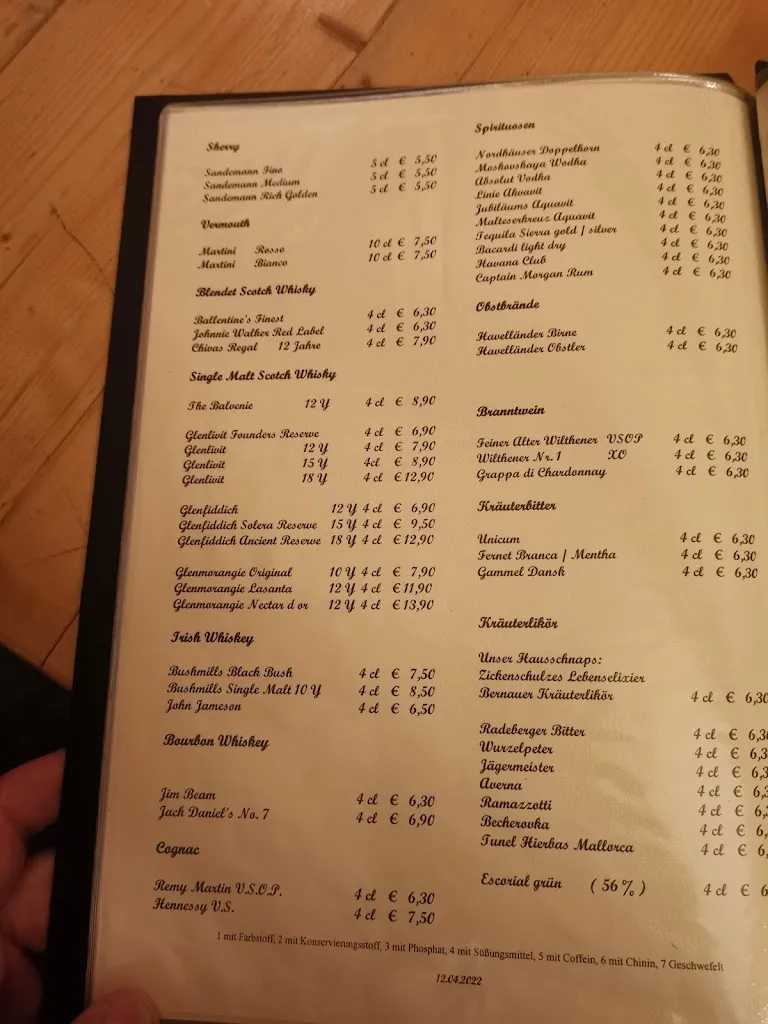 Sherry
Sandemann Fino 5 cl € 5,50
Sandemann Medium 5 cl € 5,50
Sandemann Rich Golden 5 cl € 5,50
Vermouth
Martini Rosso 10 cl € 7,50
Martini Bianco 10 cl € 7,50
Blendet Scotch Whisky
Ballentine's Finest 4 cl € 6,30
Johnnie Walker Red Label 4 cl € 6,30
Chivas Regal 12 Jahre 4 cl € 7,90
Single Malt Scotch Whisky
The Balvenie 12 Y 4 cl € 8,90
Glenlivit Founders Reserve 4 cl € 6,90
Glenlivit 12 Y 4 cl € 7,90
Glenlivit 15 Y 4cl € 8,90
Glenlivit 18 Y 4 cl € 12,90
Glenfiddich 12 Y 4 cl € 6,90
Glenfiddich Solera Reserve 15 Y 4 cl € 9,50
Glenfiddich Ancient Reserve 18 Y 4 cl € 12,90
Glenmorangie Original 10 Y 4 cl € 7,90
Glenmorangie Lasanta 12 Y 4 cl € 11,90
Glenmorangie Nectar d or 12 Y 4 cl € 13,90
Irish Whiskey
Bushmills Black Bush 4 cl € 7,50
Bushmills Single Malt 10 Y 4 cl € 8,50
John Jameson 4 cl € 6,50
Bourbon Whiskey
Jim Beam 4 cl € 6,30
Jack Daniel's No. 7 4 cl € 6,90
Cognac
Remy Martin V.S.O.P. 4 cl € 6,30
Hennessy V.S. 4 cl € 7,50
Spirituosen
Nordhäuser Doppelkorn 4 cl € 6,30
Moskovskaya Wodka 4 cl € 6,30
Absolut Vodka 4 cl € 6,30
Linie Akvavit 4 cl € 6,30
Jubiläums Aquavit 4 cl € 6,30
Malteserkreuz Aquavit 4 cl € 6,30
Tequila Sierra gold / silver 4 cl € 6,30
Bacardi light dry 4 cl € 6,30
Havana Club 4 cl € 6,30
Captain Morgan Rum 4 cl € 6,30
Obstbrände
Havelländer Birne 4 cl € 6,30
Havelländer Obstler 4 cl € 6,30
Branntwein
Feiner Alter Wilthener VSOP 4 cl € 6,30
Wilthener Nr. 1 XO 4 cl € 6,30
Grappa di Chardonnay 4 cl € 6,30
Kräuterbitter
Unicum 4 cl € 6,30
Fernet Branca / Mentha 4 cl € 6,30
Gammel Dansk 4 cl € 6,30
Kräuterlikör
Unser Hausschnaps:
Zickenschulzes Lebenselixier
Bernauer Kräuterlikör 4 cl € 6,30
Radeberger Bitter 4 cl € 6,3
Wurzelpeter 4 cl € 6,3
Jägermeister 4 cl € 6,3
Averna 4 cl € 6,3
Ramazzotti 4 cl € 6,
Becherovka 4 cl € 6,
Tunel Hierbas Mallorca 4 cl € 6,
Escorial grün ( 56 % ) 4 cl € 6
1 mit Farbstoff, 2 mit Konservierungsstoff, 3 mit Phosphat, 4 mit Süßungsmittel, 5 mit Coffein, 6 mit Chinin, 7 Geschwefelt
12.04.2022